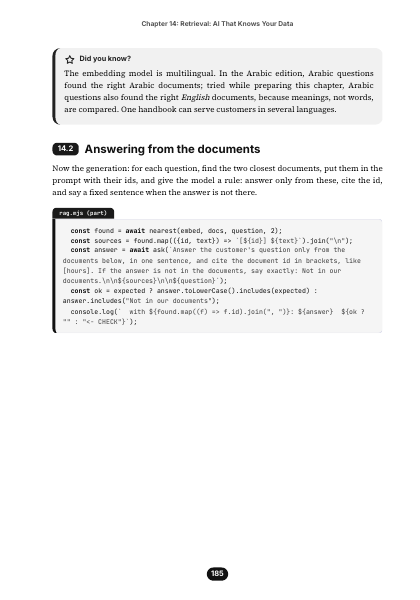 Chapter 14: Retrieval: AI That Knows Your Data
Did you know?
The embedding model is multilingual. In the Arabic edition, Arabic questions
found the right Arabic documents; tried while preparing this chapter, Arabic
questions also found the right English documents, because meanings, not words,
are compared. One handbook can serve customers in several languages.
14.2 Answering from the documents
Now the generation: for each question, find the two closest documents, put them in the
prompt with their ids, and give the model a rule: answer only from these, cite the id,
and say a fixed sentence when the answer is not there.
rag.mjs (part)
const found = await nearest(embed, docs, question, 2);
const sources = found.map(({id, text}) => `[${id}] ${text}`).join("\n");
const answer = await ask(`Answer the customer's question only from the
documents below, in one sentence, and cite the document id in brackets, like
[hours]. If the answer is not in the documents, say exactly: Not in our
documents.\n\n${sources}\n\n${question}`);
const ok = expected ? answer.toLowerCase().includes(expected) :
answer.includes("Not in our documents");
console.log(`  with ${found.map((f) => f.id).join(", ")}: ${answer}  ${ok ?
"" : "<- CHECK"}`);
185